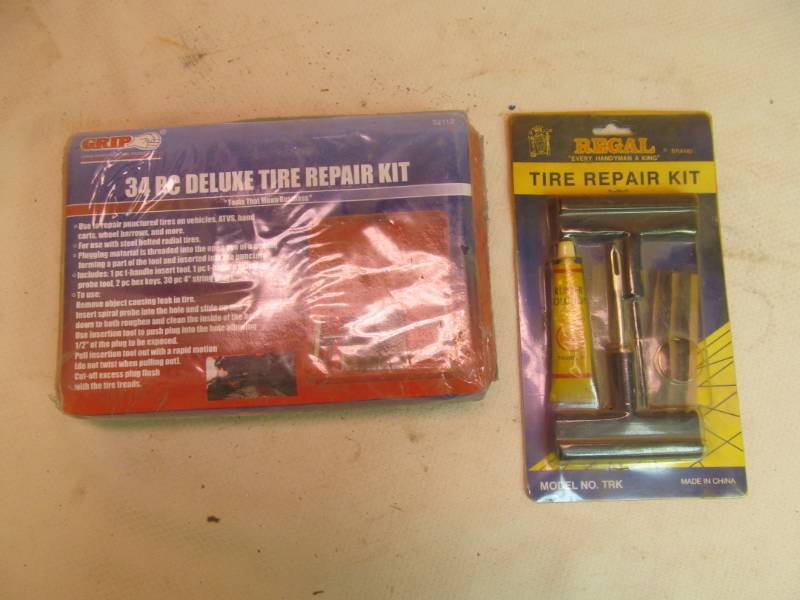 GRIP
34 PC DELUXE TIRE REPAIR KIT
"Tools That Mean Business"
Use to repair punctured tires on vehicles, ATVS, hand
carts, wheel barrows, and more.
For use with steel belted radial tires.
Plugging material is threaded into the open
forming a part of the tool and inserted into the
Includes: 1 pc t-handle insert tool, 1 pc t-
probe tool, 2 pc hex keys, 30 pc 4" string
To use:
Remove object causing leak in tire.
Insert spiral probe into the hole and slide
down to both roughen and clean the inside of the
Use insertion tool to push plug into the hole allowing
1/2" of the plug to be exposed.
Pull insertion tool out with a rapid motion
(do not twist when pulling out).
Cut-off excess plug flush
with the tire treads.
REGAL BRAND
"EVERY HANDYMAN A KING"
TIRE REPAIR KIT
MODEL NO. TRK
MADE IN CHINA